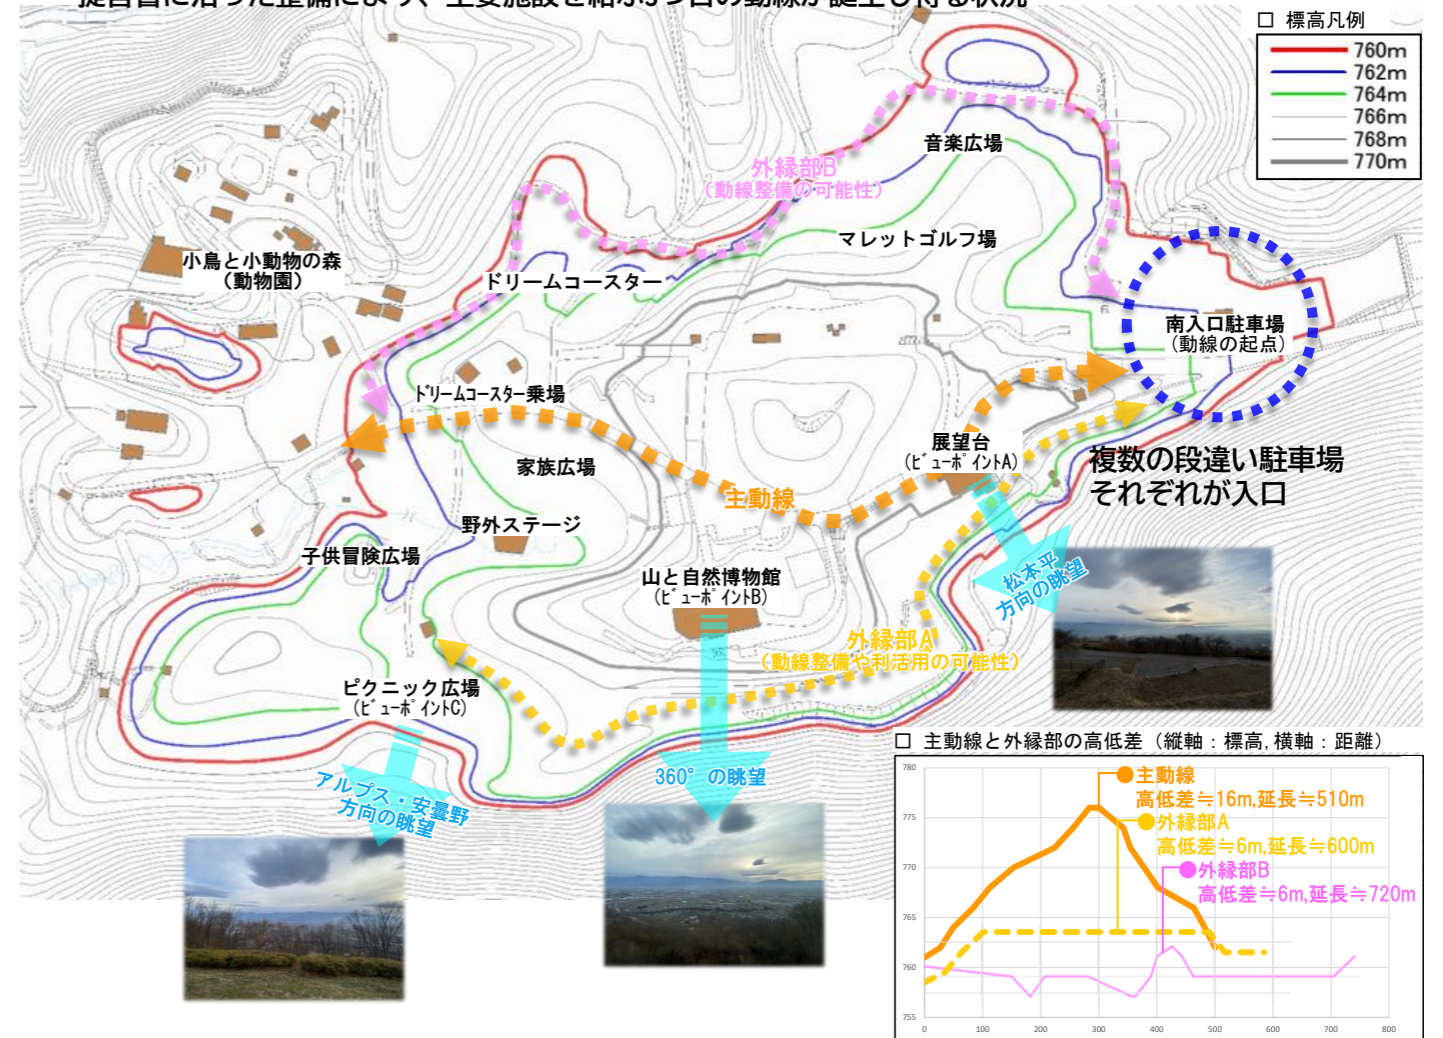 提言書に沿った整備により、主要施設を結ぶ3つ目の動線が誕生し得る状況
□ 標高凡例
760m
762m
764m
766m
768m
770m
音楽広場
外縁部B
（動線整備の可能性）
マレットゴルフ場
小鳥と小動物の森
（動物園）
ドリームコースター
南入口駐車場
（動線の起点）
ドリームコースター乗場
展望台
（ビューポイントA）
複数の段違い駐車場
それぞれが入口
家族広場
主動線
野外ステージ
子供冒険広場
山と自然博物館
（ビューポイントB）
松本平
方向の眺望
外縁部A
（動線整備や利活用の可能性）
ピクニック広場
（ビューポイントC）
アルプス・安曇野
方向の眺望
360°の眺望
□ 主動線と外縁部の高低差（縦軸：標高,横軸：距離）
780
775
770
765
760
755
主動線
高低差≒16m,延長≒510m
外縁部A
高低差≒6m,延長≒600m
外縁部B
高低差≒6m,延長≒720m
0 100 200 300 400 500 600 700 800